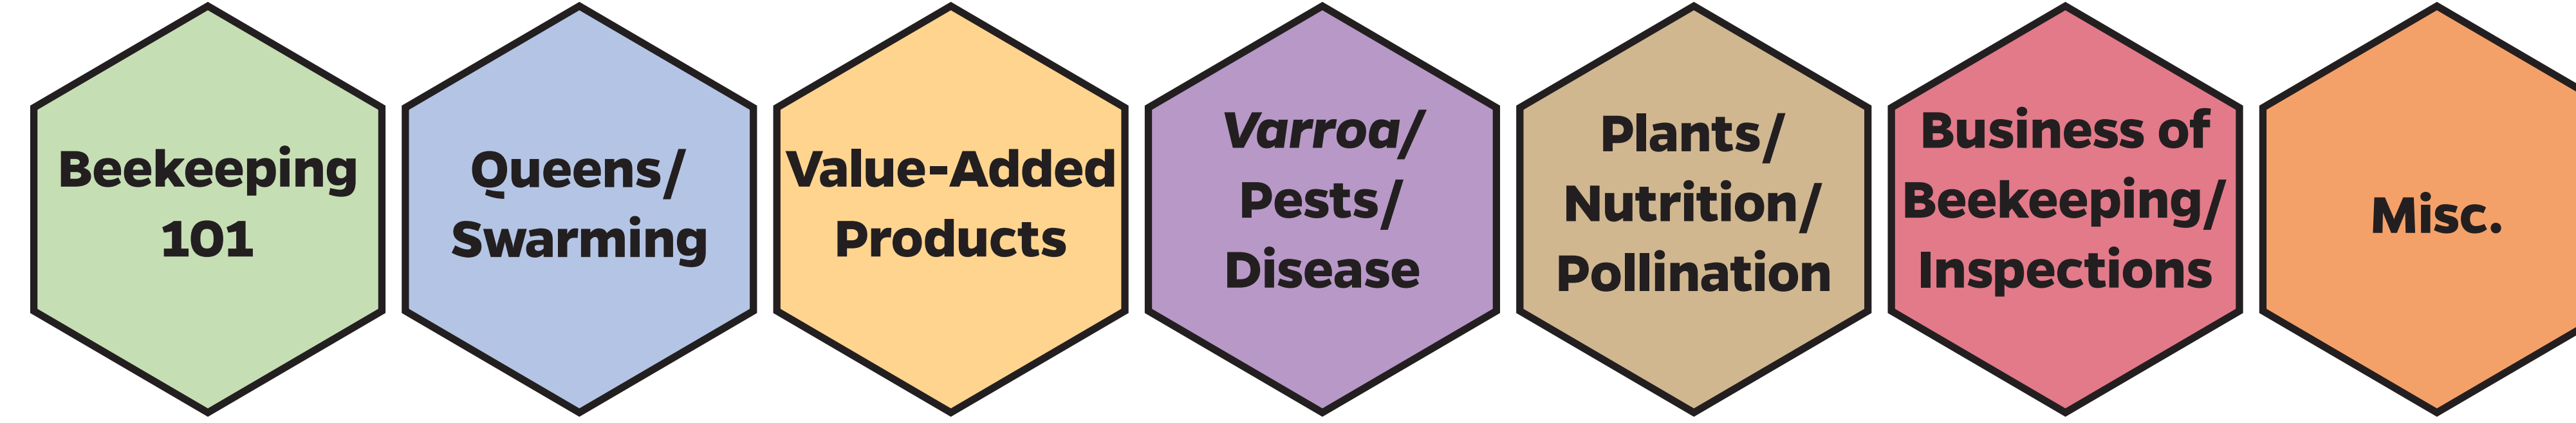 Beekeeping
101
Queens/
Swarming
Value-Added
Products
Varroa/
Pests/
Disease
Plants/
Nutrition/
Pollination
Business of
Beekeeping/
Inspections
Misc.